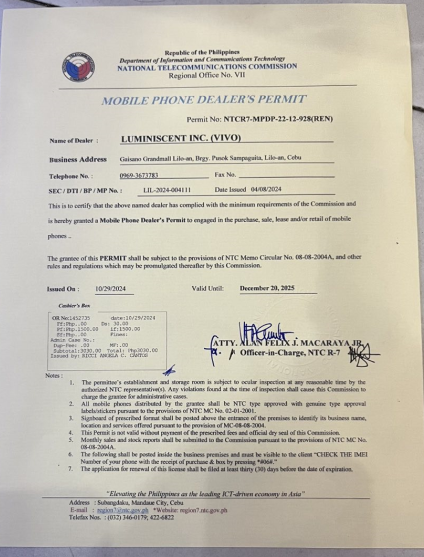 Republic of the Philippines
Department of Information and Communications Technology
NATIONAL TELECOMMUNICATIONS COMMISSION
Regional Office No. VII
MOBILE PHONE DEALER'S PERMIT
Permit No: NTCR7-MPDP-22-12-928(REN)
Name of Dealer : LUMINISCENT INC. (VIVO)
Business Address Gaisano Grandmall Lilo-an, Brgy. Pusok Sampaguita, Lilo-an, Cebu
Telephone No. : 0969-3673783 Fax No.
SEC / DTI / BP / MP No. : LIL-2024-004111 Date Issued 04/08/2024
This is to certify that the above named dealer has complied with the minimum requirements of the Commission and
is hereby granted a Mobile Phone Dealer's Permit to engaged in the purchase, sale, lease and/or retail of mobile
phones ..
The grantee of this PERMIT shall be subject to the provisions of NTC Memo Circular No. 08-08-2004A, and other
rules and regulations which may be promulgated thereafter by this Commission.
Issued On : 10/29/2024 Valid Until: December 20, 2025
Cashier's Box
OR No:1452735 date:10/29/2024
FF:Php..00 Ds: 30.00
PF:Php.1500.00 LF:1500.00
FF:Php..00 Fines:
Admin Case No.:
Dup-Fee: .00 MF:.00
Subtotal:3030.00 Total: Php3030.00
Issued by: RICCI ANGELA C. CANTOS
ATTY. ALAN FELIX J. MACARAYA JR.
Officer-in-Charge, NTC R-7
Notes :
1. The permittee's establishment and storage room is subject to ocular inspection at any reasonable time by the
authorized NTC representative(s). Any violations found at the time of inspection shall cause this Commission to
charge the grantee for administrative cases.
2. All mobile phones distributed by the grantee shall be NTC type approved with genuine type approval
labels/stickers pursuant to the provisions of NTC MC No. 02-01-2001.
3. Signboard of prescribed format shall be posted above the entrance of the premises to identify its business name,
location and services offered pursuant to the provision of MC-08-08-2004.
4. This Permit is not valid without payment of the prescribed fees and official dry seal of this Commission.
5. Monthly sales and stock reports shall be submitted to the Commission pursuant to the provisions of NTC MC No.
08-08-2004A.
6. The following shall be posted inside the business premises and must be visible to the client "CHECK THE IMEI
Number of your phone with the receipt of purchase & box by pressing *#06#."
7. The application for renewal of this license shall be filed at least thirty (30) days before the date of expiration.
"Elevating the Philippines as the leading ICT-driven economy in Asia"
Address : Subangdaku, Mandaue City, Cebu
E-mail : region7@ntc.gov.ph *Website: region7.ntc.gov.ph
Telefax Nos. : (032) 346-0179; 422-6822